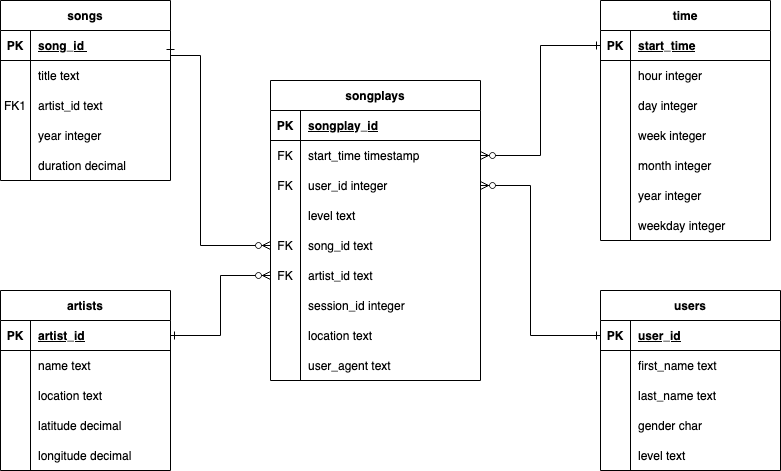 songs
PK song_id
title text
FK1 artist_id text
year integer
duration decimal
songplays
PK songplay_id
FK start_time timestamp
FK user_id integer
level text
FK song_id text
FK artist_id text
session_id integer
location text
user_agent text
time
PK start_time
hour integer
day integer
week integer
month integer
year integer
weekday integer
artists
PK artist_id
name text
location text
latitude decimal
longitude decimal
users
PK user_id
first_name text
last_name text
gender char
level text